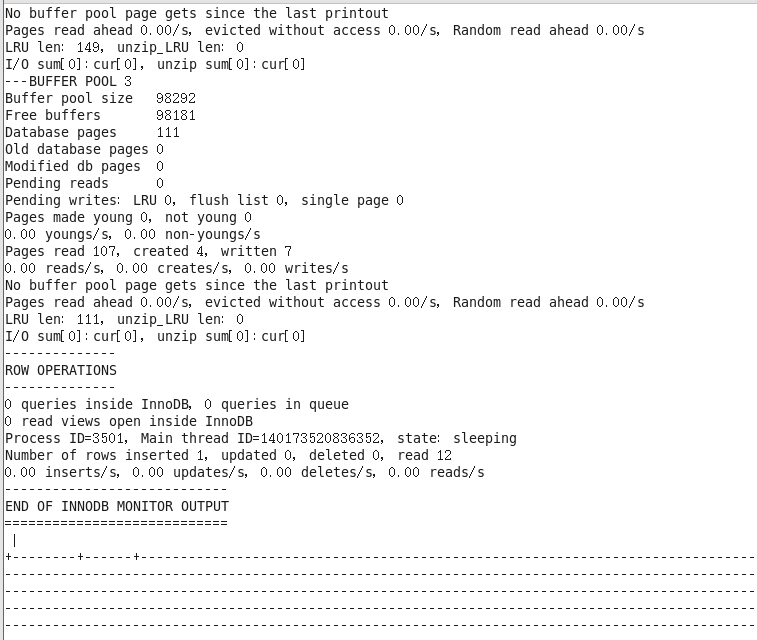 No buffer pool page gets since the last printout
Pages read ahead 0.00/s, evicted without access 0.00/s, Random read ahead 0.00/s
LRU len: 149, unzip_LRU len: 0
I/O sum[0]:cur[0], unzip sum[0]:cur[0]
---BUFFER POOL 3
Buffer pool size   98292
Free buffers       98181
Database pages     111
Old database pages 0
Modified db pages  0
Pending reads      0
Pending writes: LRU 0, flush list 0, single page 0
Pages made young 0, not young 0
0.00 youngs/s, 0.00 non-youngs/s
Pages read 107, created 4, written 7
0.00 reads/s, 0.00 creates/s, 0.00 writes/s
No buffer pool page gets since the last printout
Pages read ahead 0.00/s, evicted without access 0.00/s, Random read ahead 0.00/s
LRU len: 111, unzip_LRU len: 0
I/O sum[0]:cur[0], unzip sum[0]:cur[0]
--------------
ROW OPERATIONS
--------------
0 queries inside InnoDB, 0 queries in queue
0 read views open inside InnoDB
Process ID=3501, Main thread ID=140173520836352, state: sleeping
Number of rows inserted 1, updated 0, deleted 0, read 12
0.00 inserts/s, 0.00 updates/s, 0.00 deletes/s, 0.00 reads/s
----------------------------
END OF INNODB MONITOR OUTPUT
============================
 |
+--------+------+-----------------------------------------------------------------------------
----------------------------------------------------------------------------------------------
----------------------------------------------------------------------------------------------
----------------------------------------------------------------------------------------------
----------------------------------------------------------------------------------------------